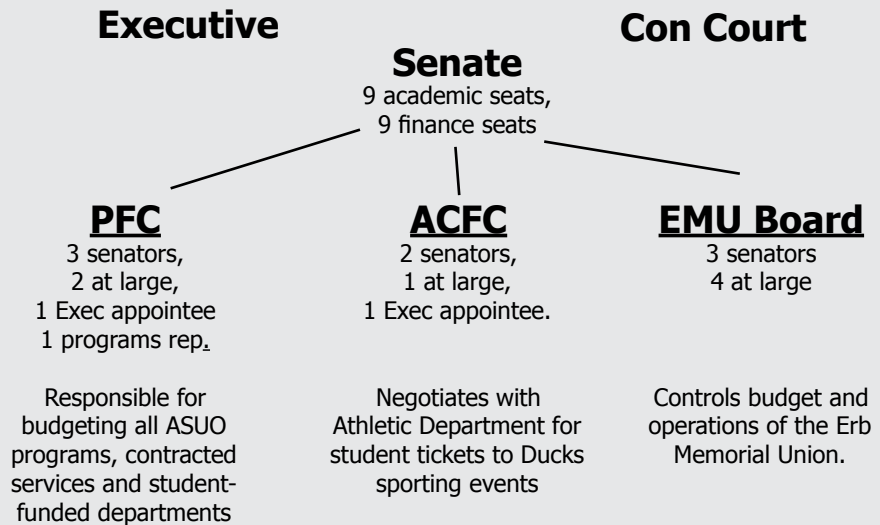 Executive
Con Court
Senate
9 academic seats,
9 finance seats
PFC
3 senators,
2 at large,
1 Exec appointee
1 programs rep.
Responsible for
budgeting all ASUO
programs, contracted
services and student-
funded departments
ACFC
2 senators,
1 at large,
1 Exec appointee.
Negotiates with
Athletic Department for
student tickets to Ducks
sporting events
EMU Board
3 senators
4 at large
Controls budget and
operations of the Erb
Memorial Union.